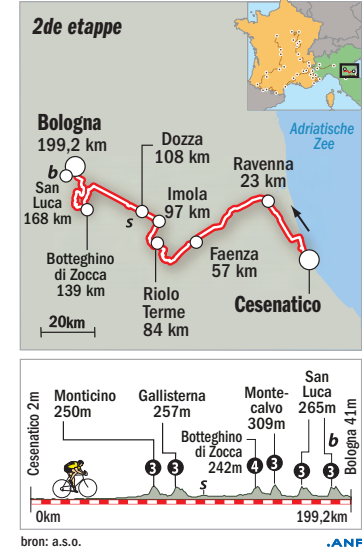 2de etappe
Adriatische
Zee
Bologna
199,2 km
b
San
Luca
168 km
Dozza
108 km
s
Imola
97 km
Ravenna
23 km
Botteghino
di Zocca
139 km
Riolo
Terme
84 km
Faenza
57 km
Cesenatico
20km
Cesenatico 2m
Monticino
250m
Gallisterna
257m
Botteghino
di Zocca
242m
Monte-
calvo
309m
San
Luca
265m
b
Bologna 41m
3
3
s
4
3
3
3
0km
199,2km
bron: a.s.o.
.ANP